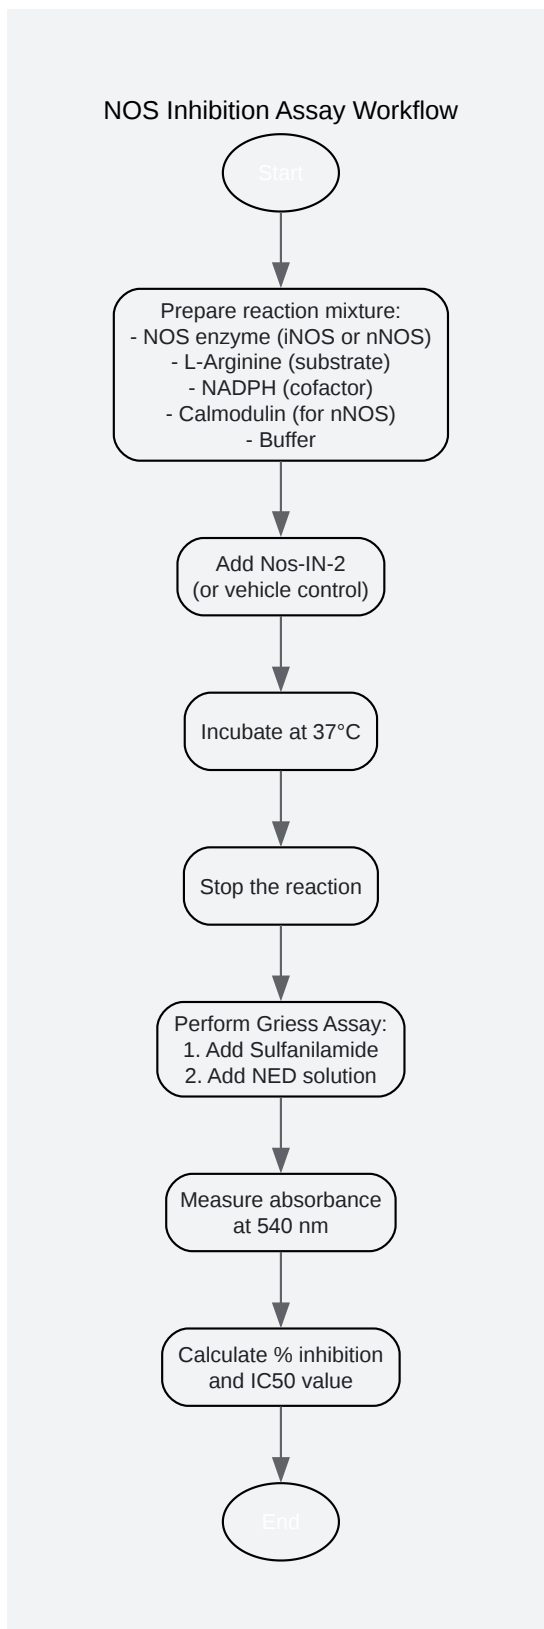 NOS Inhibition Assay Workflow
Start
Prepare reaction mixture:
- NOS enzyme (iNOS or nNOS)
- L-Arginine (substrate)
- NADPH (cofactor)
- Calmodulin (for nNOS)
- Buffer
Add Nos-IN-2
(or vehicle control)
Incubate at 37°C
Stop the reaction
Perform Griess Assay:
1. Add Sulfanilamide
2. Add NED solution
Measure absorbance
at 540 nm
Calculate % inhibition
and IC50 value
End